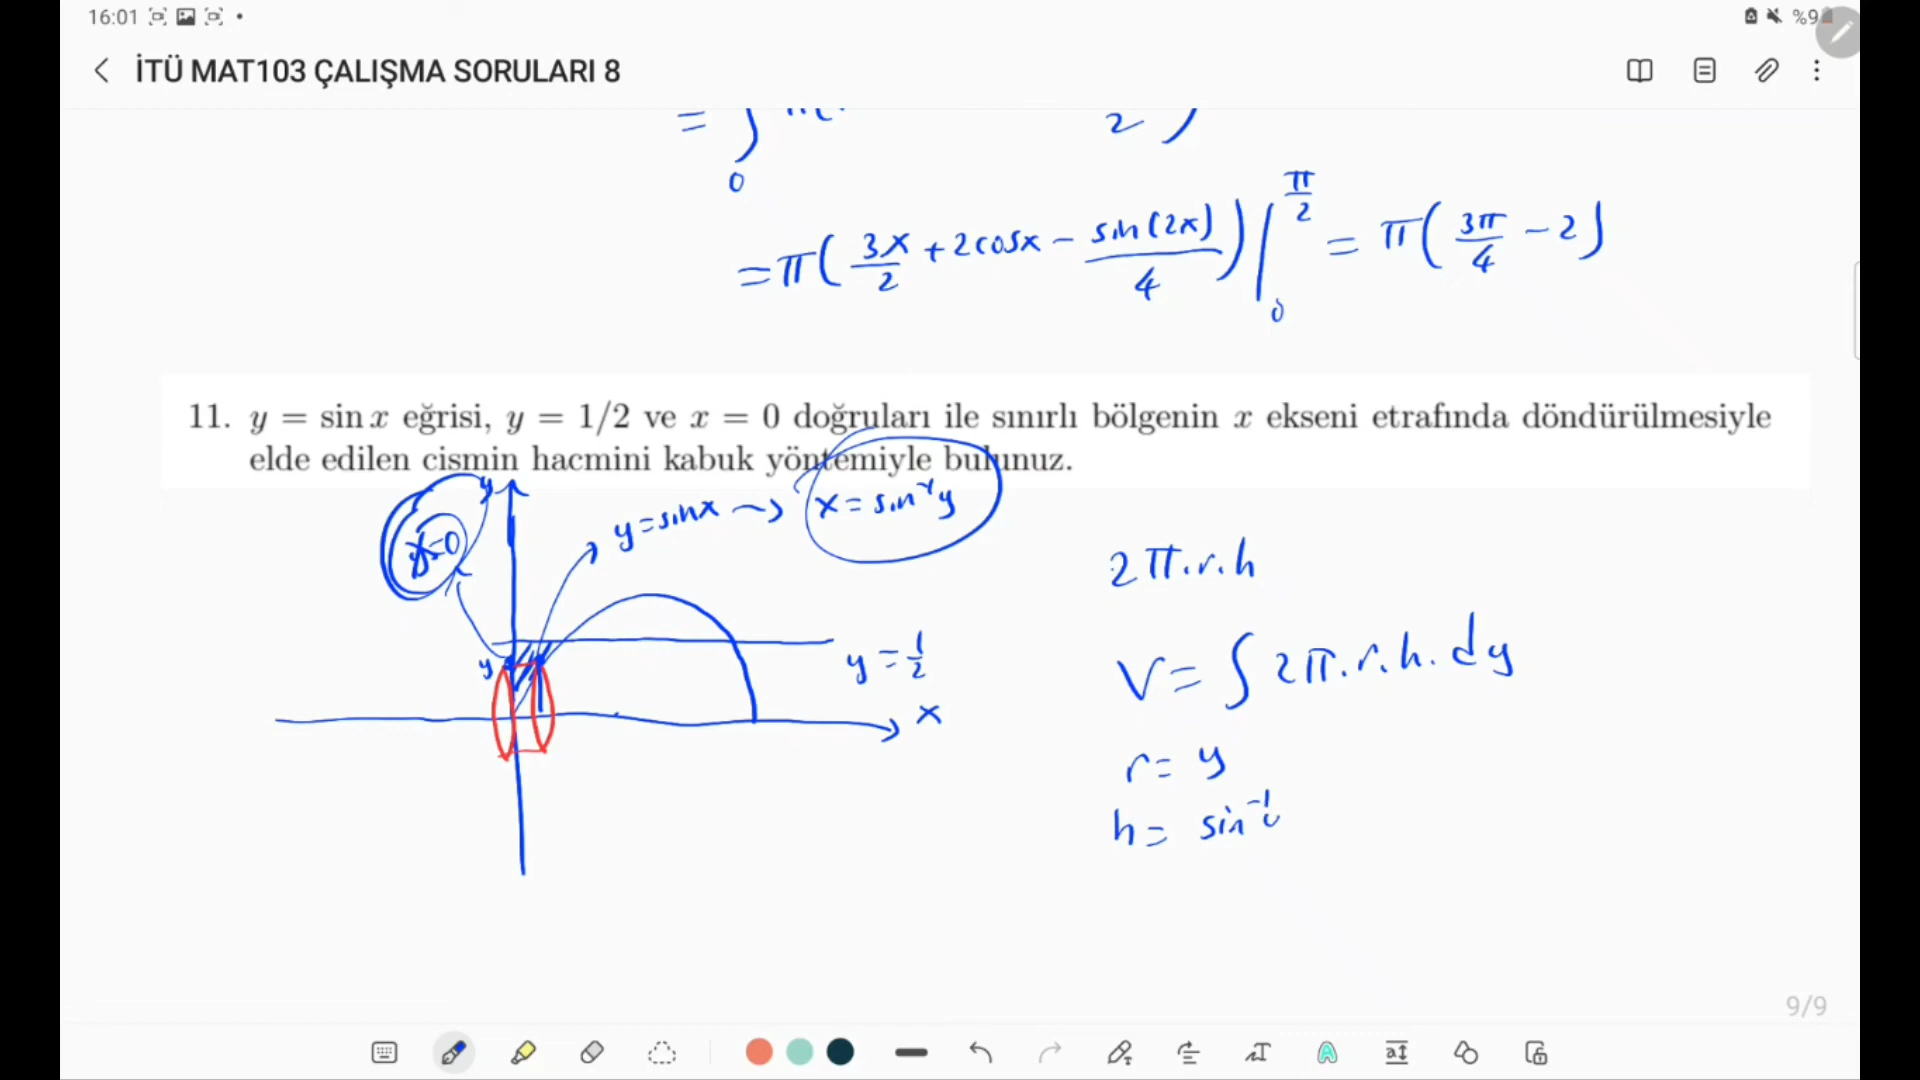 16:01
%9
İTÜ MAT103 ÇALIŞMA SORULARI 8
= ∫ 2 )
0
= π( 3x/2 + 2cosx - sin(2x)/4 ) | 0 π/2 = π( 3π/4 - 2 )
11. y = sin x eğrisi, y = 1/2 ve x = 0 doğruları ile sınırlı bölgenin x ekseni etrafında döndürülmesiyle
elde edilen cismin hacmini kabuk yöntemiyle bulunuz.
y
y=sinx → x = sin⁻¹y
x=0
2π.r.h
y = 1/2
y
V= ∫ 2π.r.h.dy
x
r= y
h= sin⁻¹
9/9